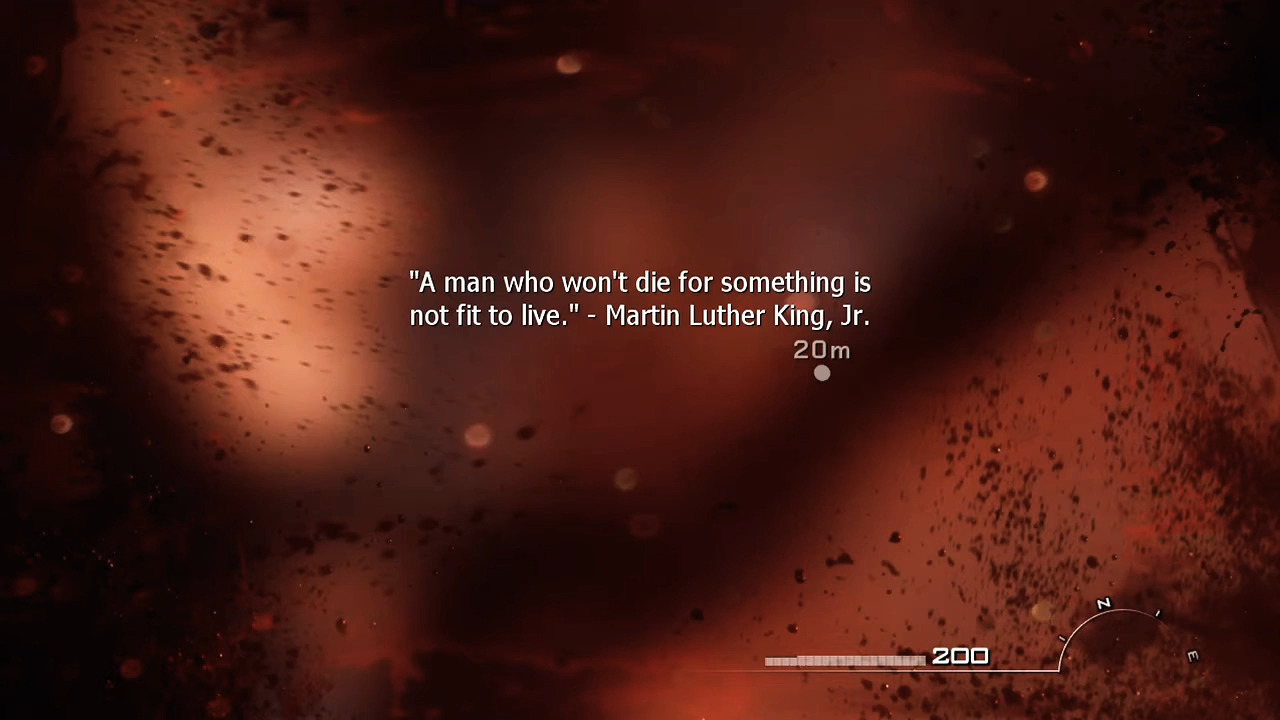 "A man who won't die for something is
not fit to live." - Martin Luther King, Jr.
20m
200
N
E